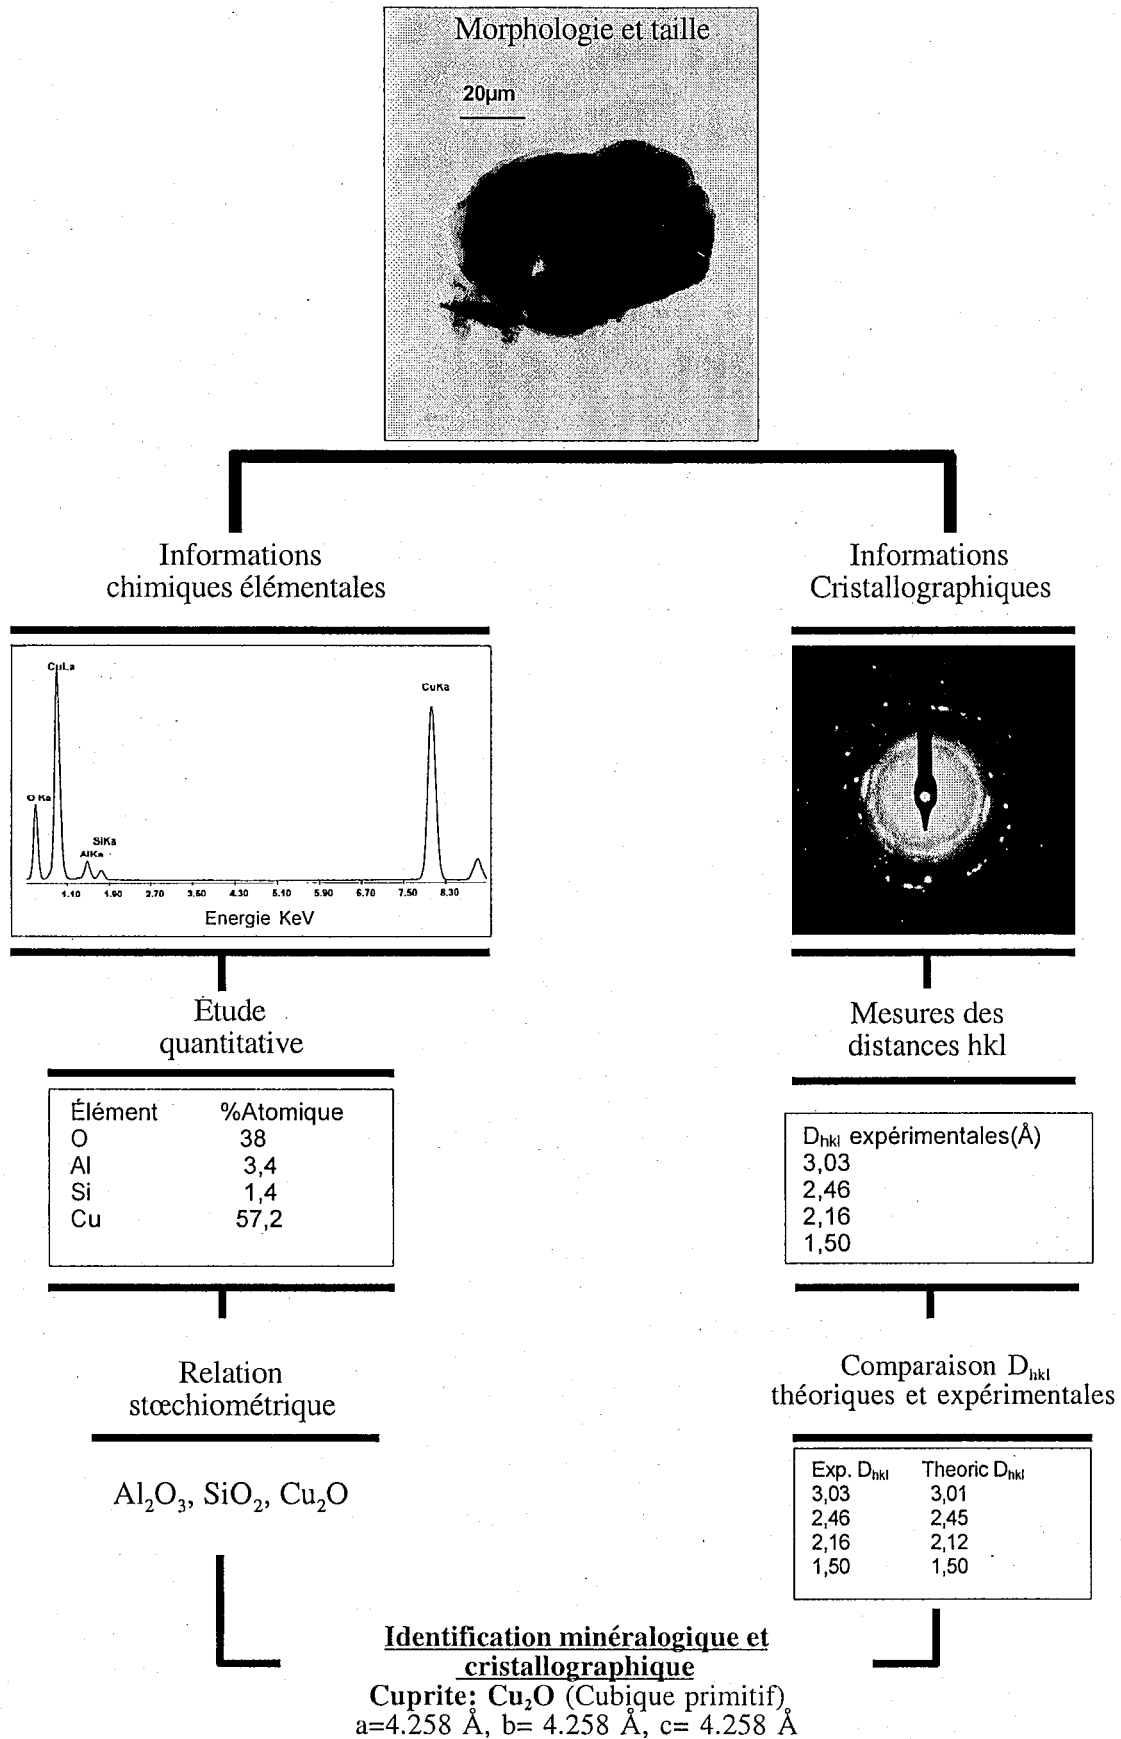 Morphologie et taille
20µm
Informations
chimiques élémentales
CuLa
CuKa
O Ka
SiKa
AlKa
1.10 1.90 2.70 3.50 4.30 5.10 5.90 6.70 7.50 8.30
Energie KeV
Étude
quantitative
Élément %Atomique
O 38
Al 3,4
Si 1,4
Cu 57,2
Relation
stœchiométrique
Al₂O₃, SiO₂, Cu₂O
Informations
Cristallographiques
Mesures des
distances hkl
Dhkl expérimentales(Å)
3,03
2,46
2,16
1,50
Comparaison Dhkl
théoriques et expérimentales
Exp. Dhkl Theoric Dhkl
3,03 3,01
2,46 2,45
2,16 2,12
1,50 1,50
Identification minéralogique et
cristallographique
Cuprite: Cu₂O (Cubique primitif)
a=4.258 Å, b= 4.258 Å, c= 4.258 Å